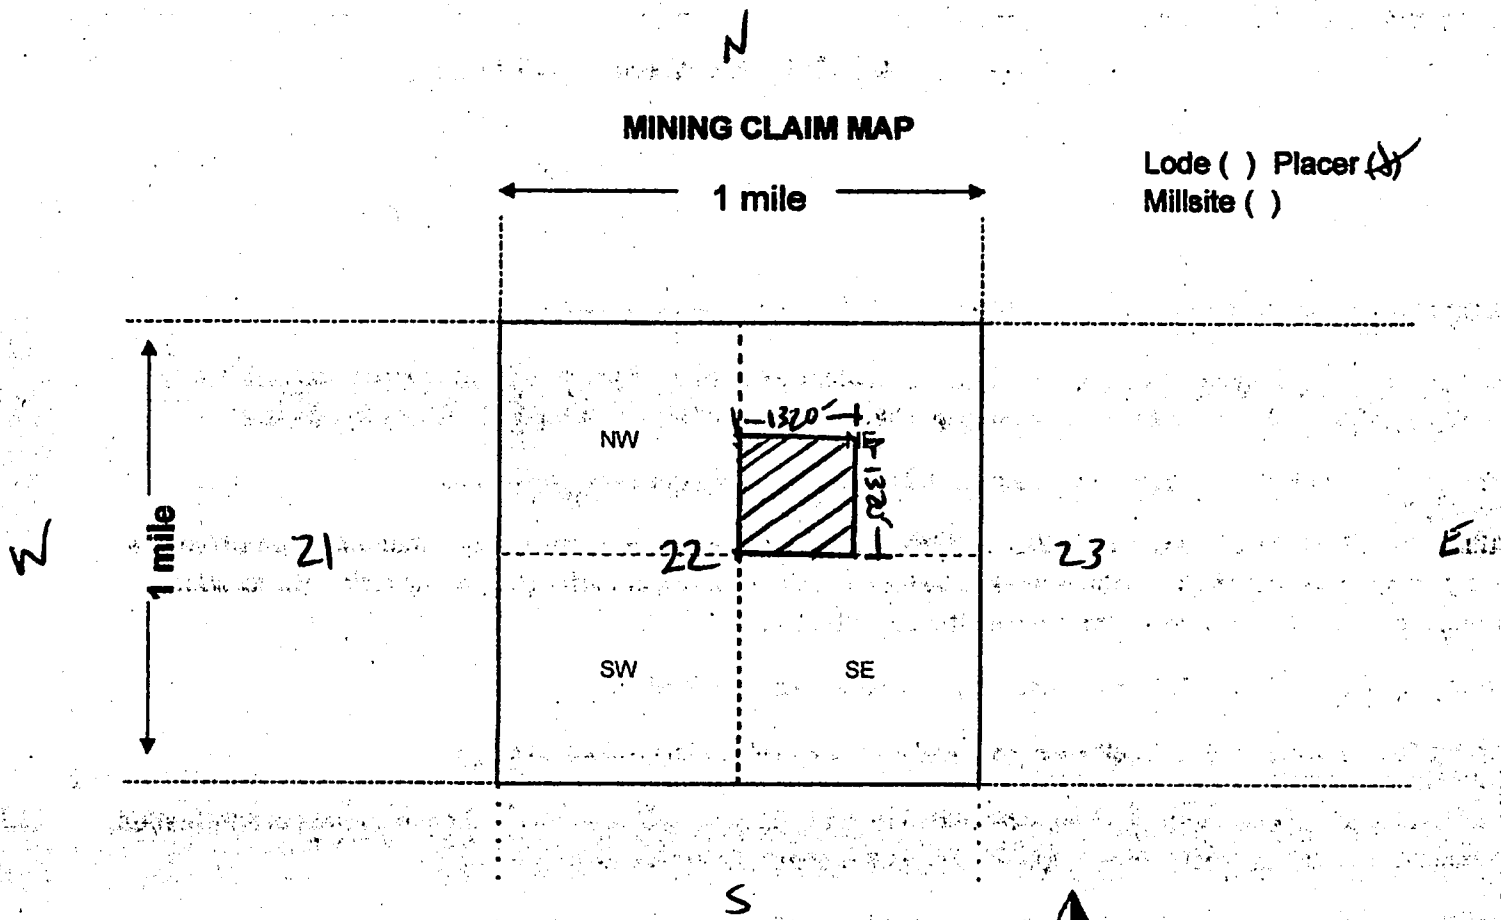 N
MINING CLAIM MAP
Lode ( ) Placer (X)
Millsite ( )
1 mile
1320'
NW
NE
1320'
1 mile
W
21
22
23
E
SW
SE
S